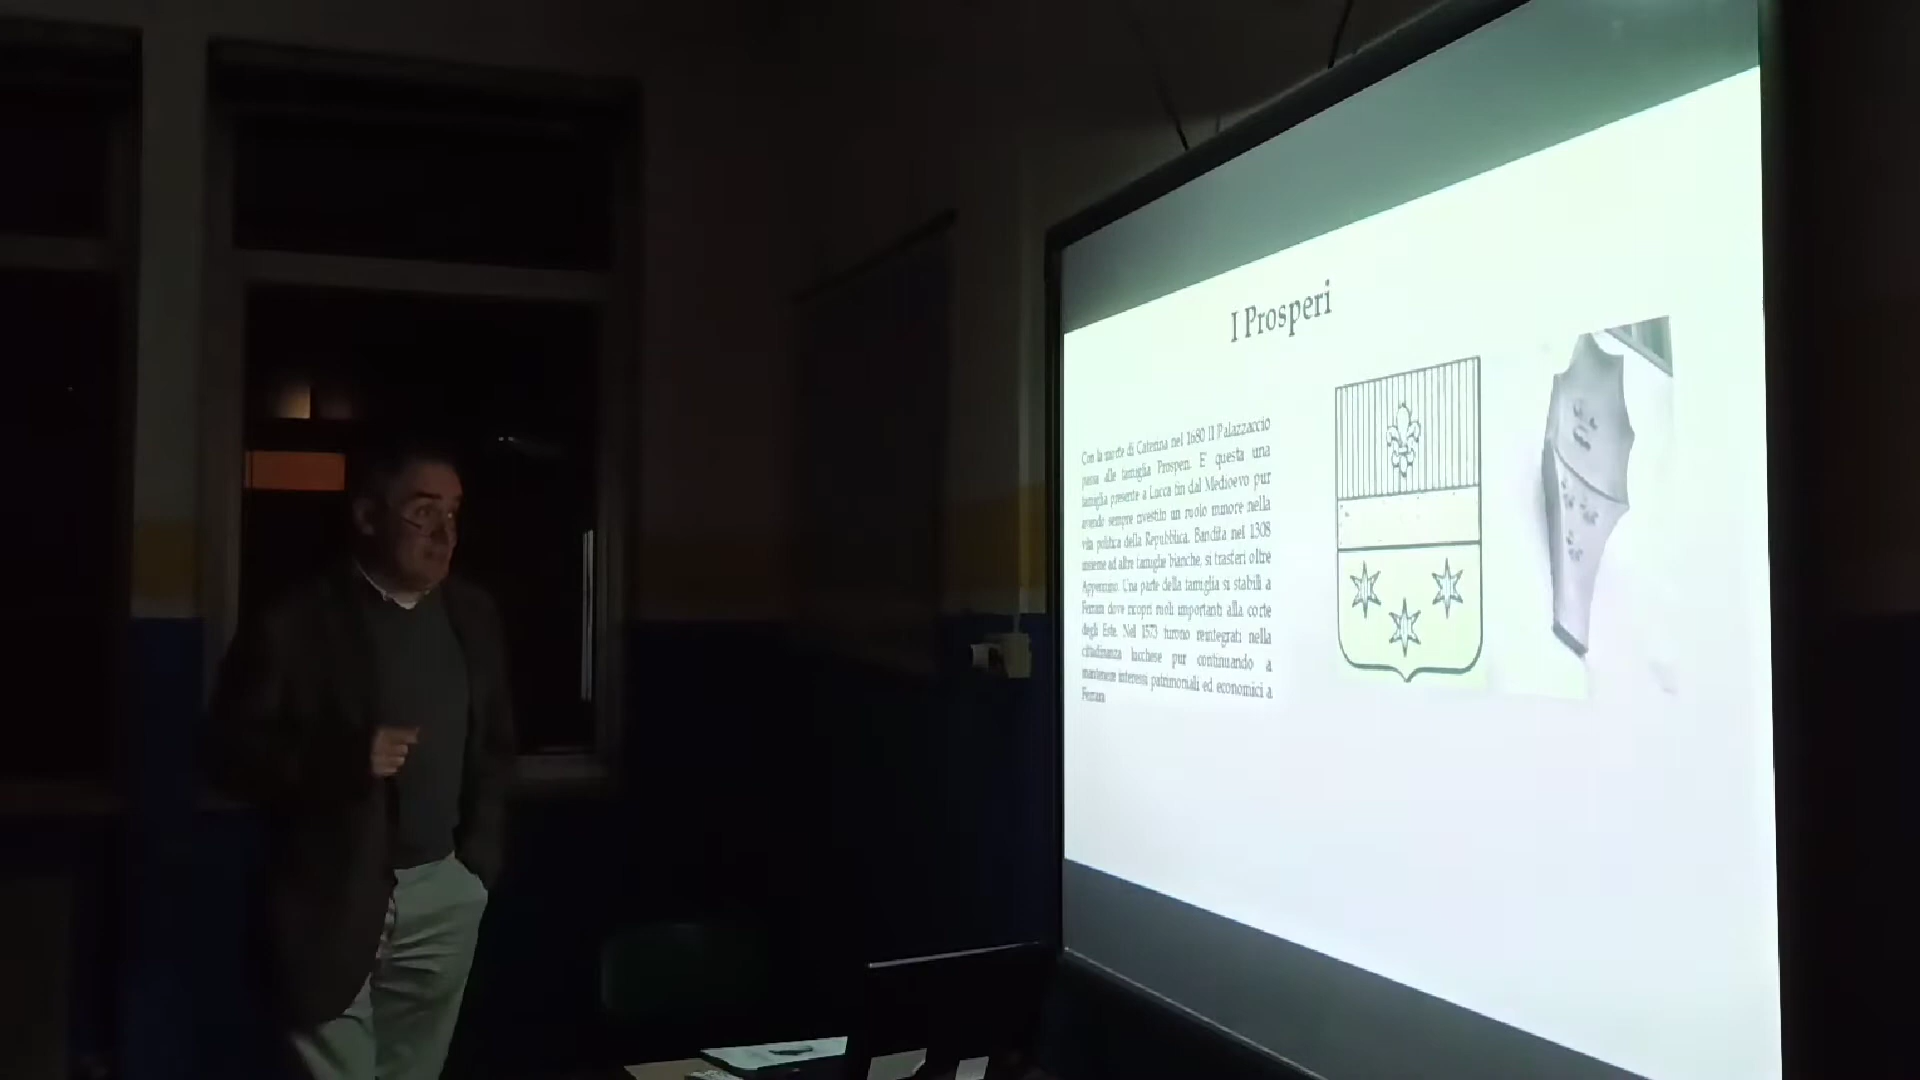 I Prosperi
Con la morte di Caterina nel 1680 Il Palazzaccio
passa alle famiglia Prosperi. E' questa una
famiglia presente a Lucca fin dal Medioevo pur
avendo sempre rivestito un ruolo minore nella
vita politica della Repubblica. Bandita nel 1308
insieme ad altre famiglie bianche, si trasferì oltre
Appennino. Una parte della famiglia si stabilì a
Ferrara dove ricoprì ruoli importanti alla corte
degli Este. Nel 1573 furono reintegrati nella
cittadinanza lucchese pur continuando a
mantenere interessi patrimoniali ed economici a
Ferrara